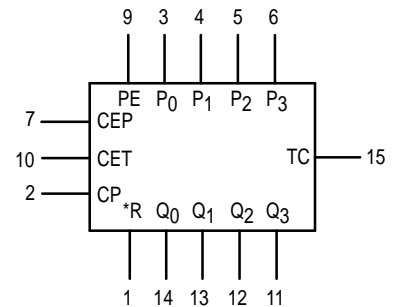 9 3 4 5 6
PE P0 P1 P2 P3
7 CEP
10 CET TC 15
2 CP
*R Q0 Q1 Q2 Q3
1 14 13 12 11